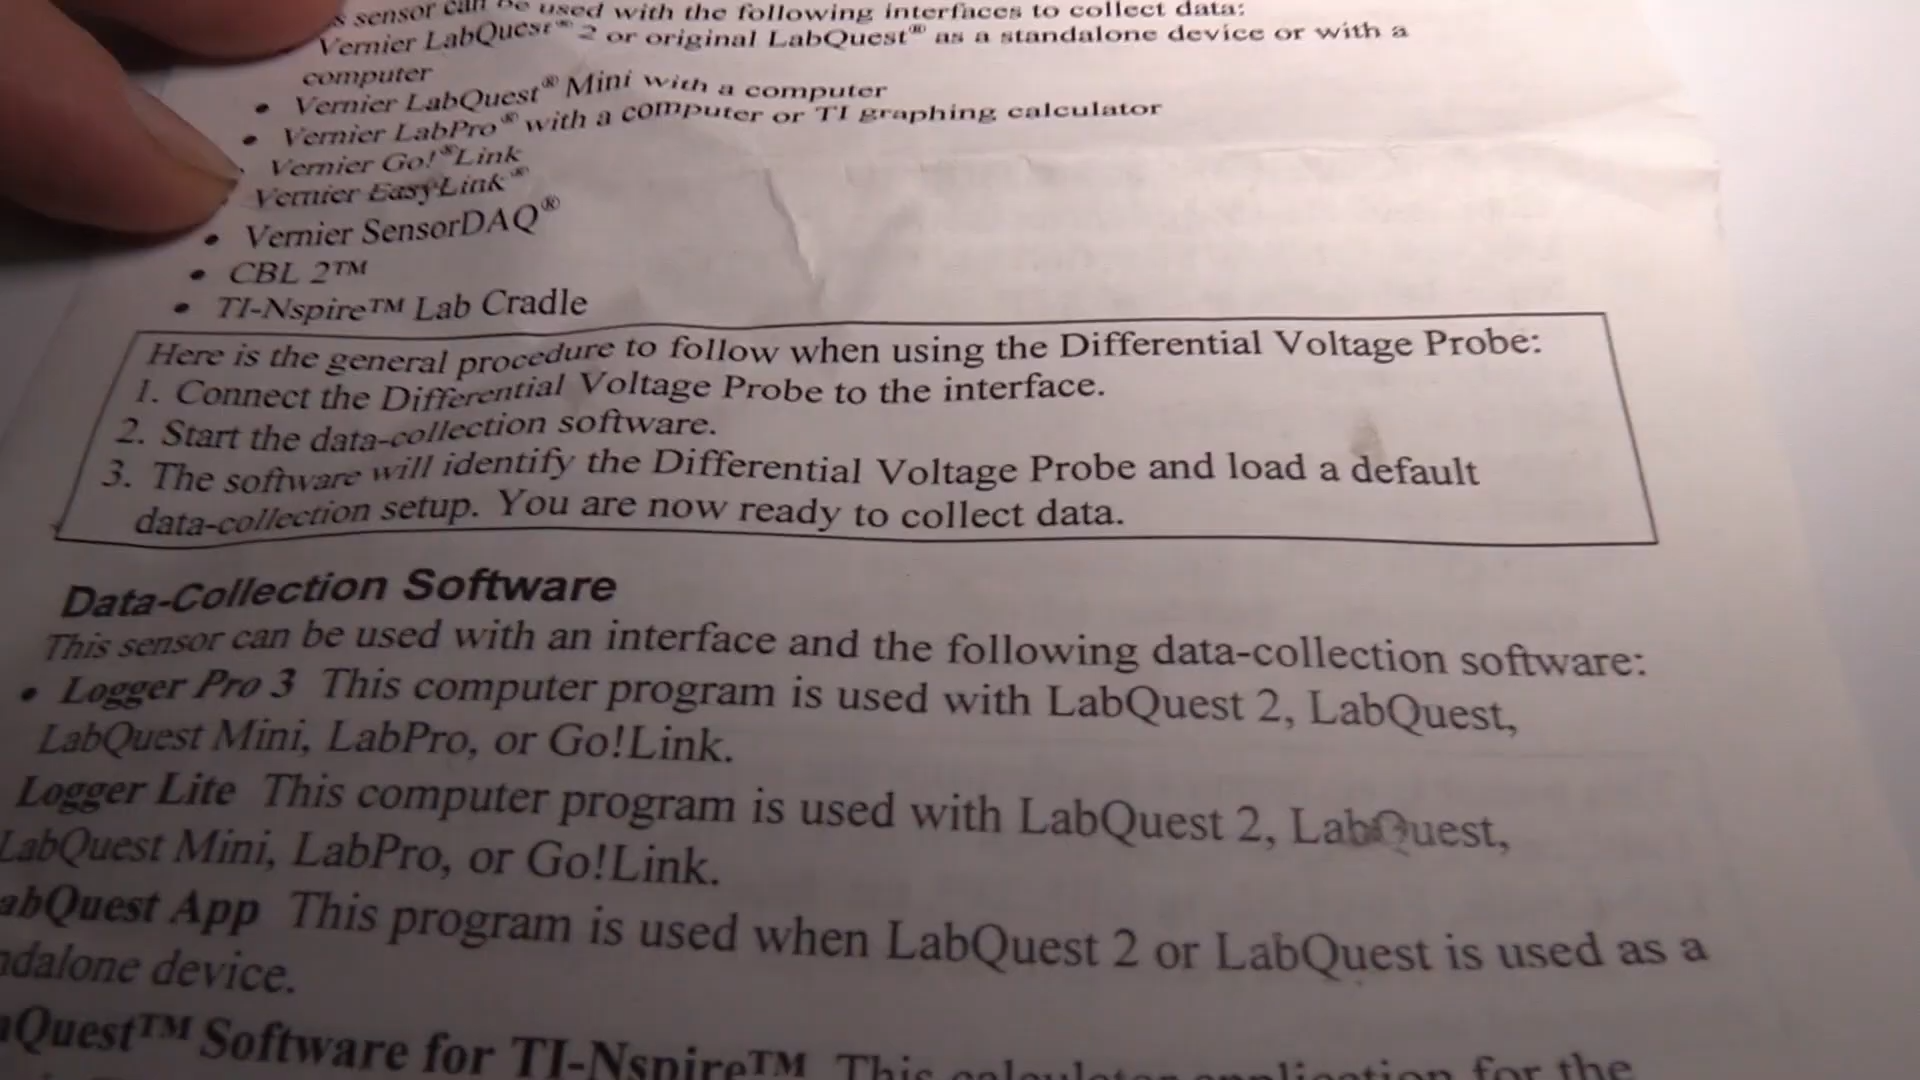 s sensor can be used with the following interfaces to collect data:
Vernier LabQuest® 2 or original LabQuest® as a standalone device or with a
computer
• Vernier LabQuest® Mini with a computer
• Vernier LabPro® with a computer or TI graphing calculator
Vernier Go!®Link
Vernier EasyLink®
• Vernier SensorDAQ®
• CBL 2™
• TI-Nspire™ Lab Cradle
Here is the general procedure to follow when using the Differential Voltage Probe:
1. Connect the Differential Voltage Probe to the interface.
2. Start the data-collection software.
3. The software will identify the Differential Voltage Probe and load a default
data-collection setup. You are now ready to collect data.
Data-Collection Software
This sensor can be used with an interface and the following data-collection software:
• Logger Pro 3 This computer program is used with LabQuest 2, LabQuest,
LabQuest Mini, LabPro, or Go!Link.
Logger Lite This computer program is used with LabQuest 2, LabQuest,
LabQuest Mini, LabPro, or Go!Link.
abQuest App This program is used when LabQuest 2 or LabQuest is used as a
ndalone device.
aQuest™ Software for TI-Nspire™ This calculator application for the